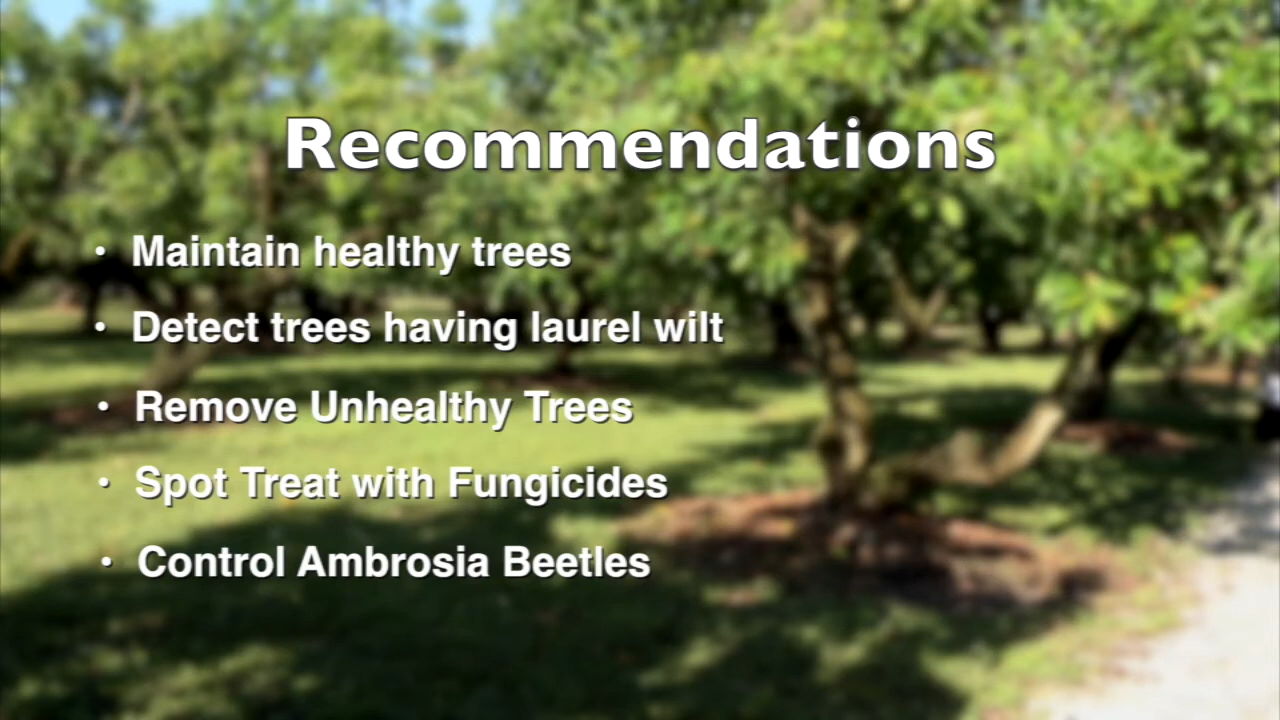 Recommendations
• Maintain healthy trees
• Detect trees having laurel wilt
• Remove Unhealthy Trees
• Spot Treat with Fungicides
• Control Ambrosia Beetles